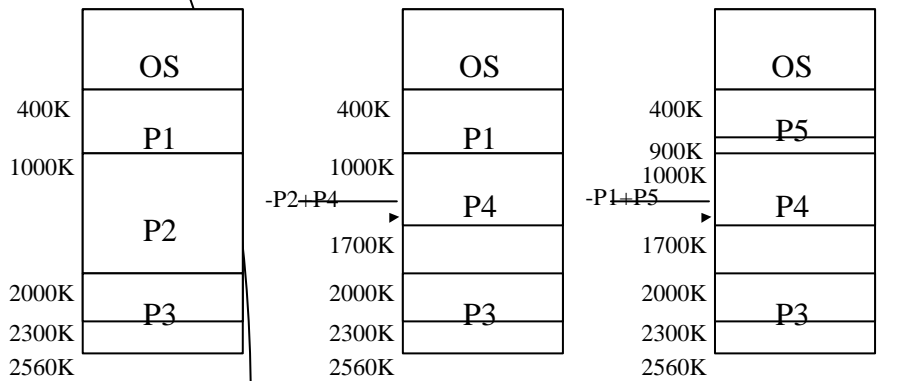 OS
OS
OS
400K
400K
400K
P1
P1
P5
900K
1000K
1000K
1000K
-P2+P4
-P1+P5
P2
P4
P4
1700K
1700K
2000K
2000K
2000K
P3
P3
P3
2300K
2300K
2300K
2560K
2560K
2560K